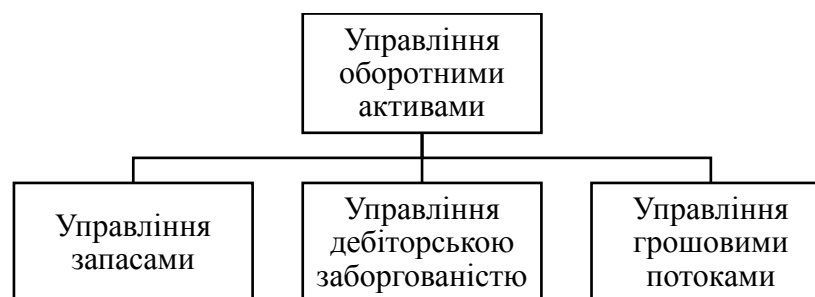 Управління
оборотними
активами
Управління
запасами
Управління
дебіторською
заборгованістю
Управління
грошовими
потоками